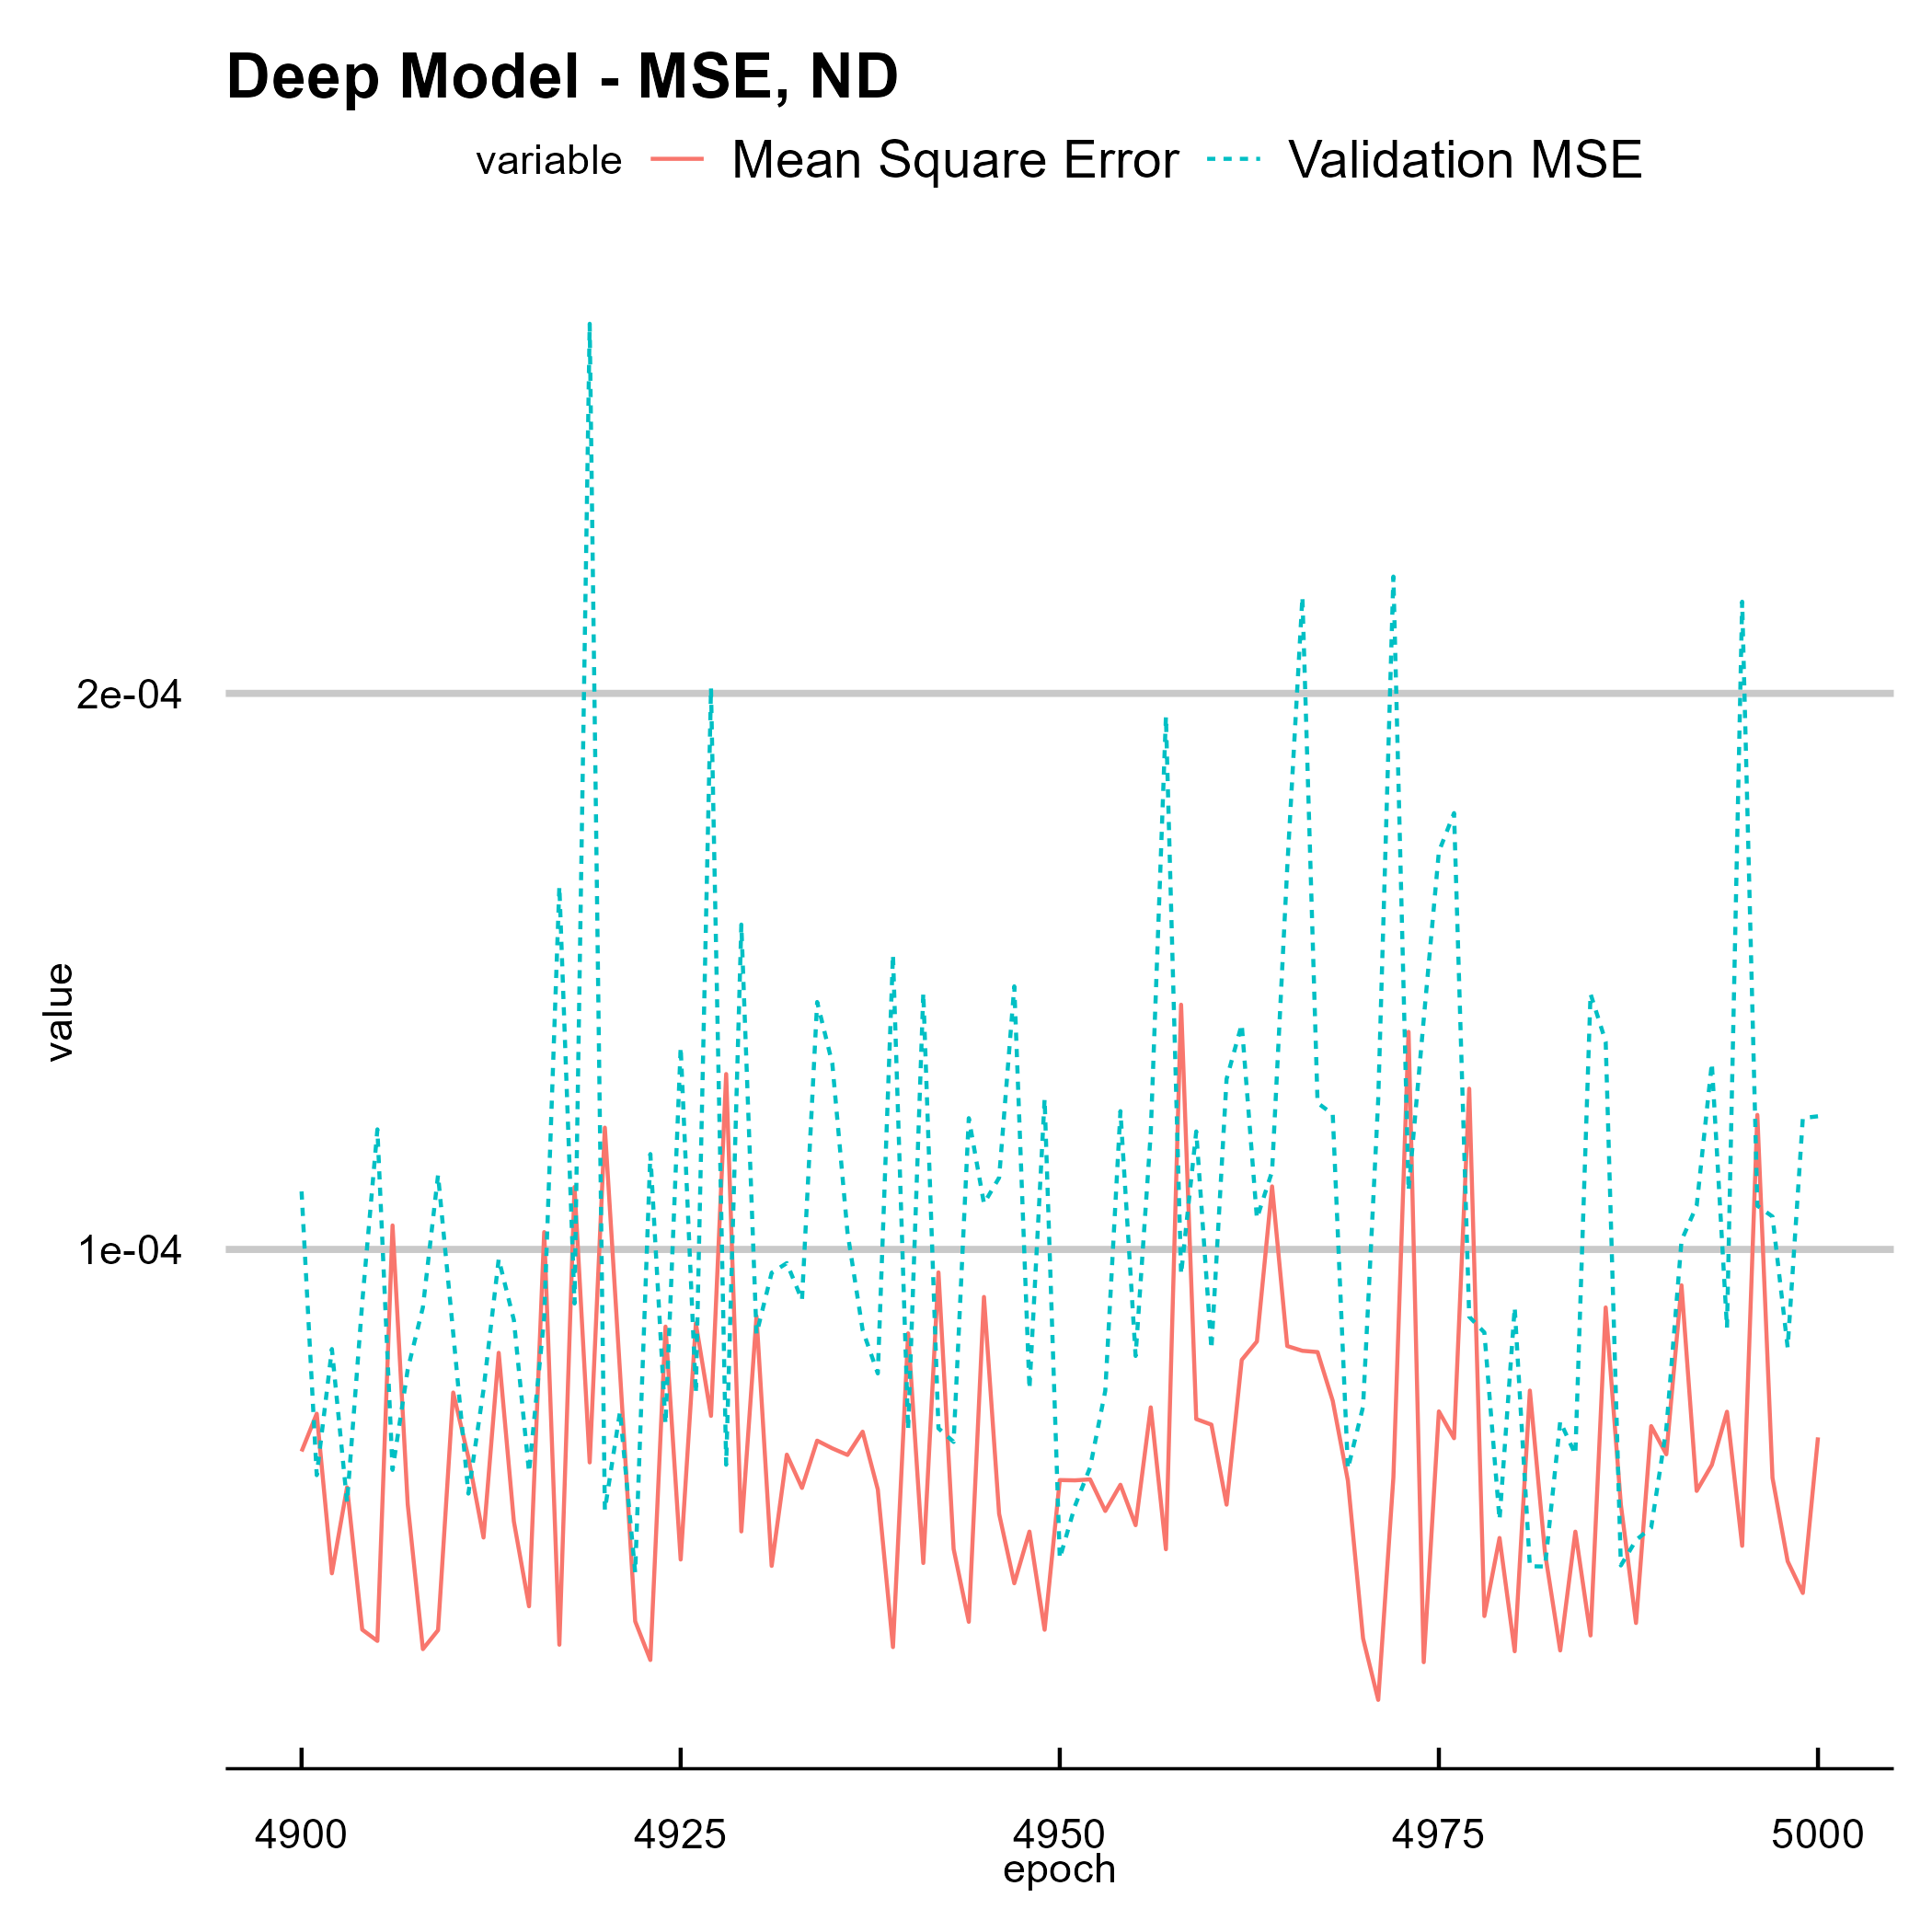 Deep Model - MSE, ND
variable Mean Square Error Validation MSE
2e-04
value
1e-04
4900 4925 4950 4975 5000
epoch